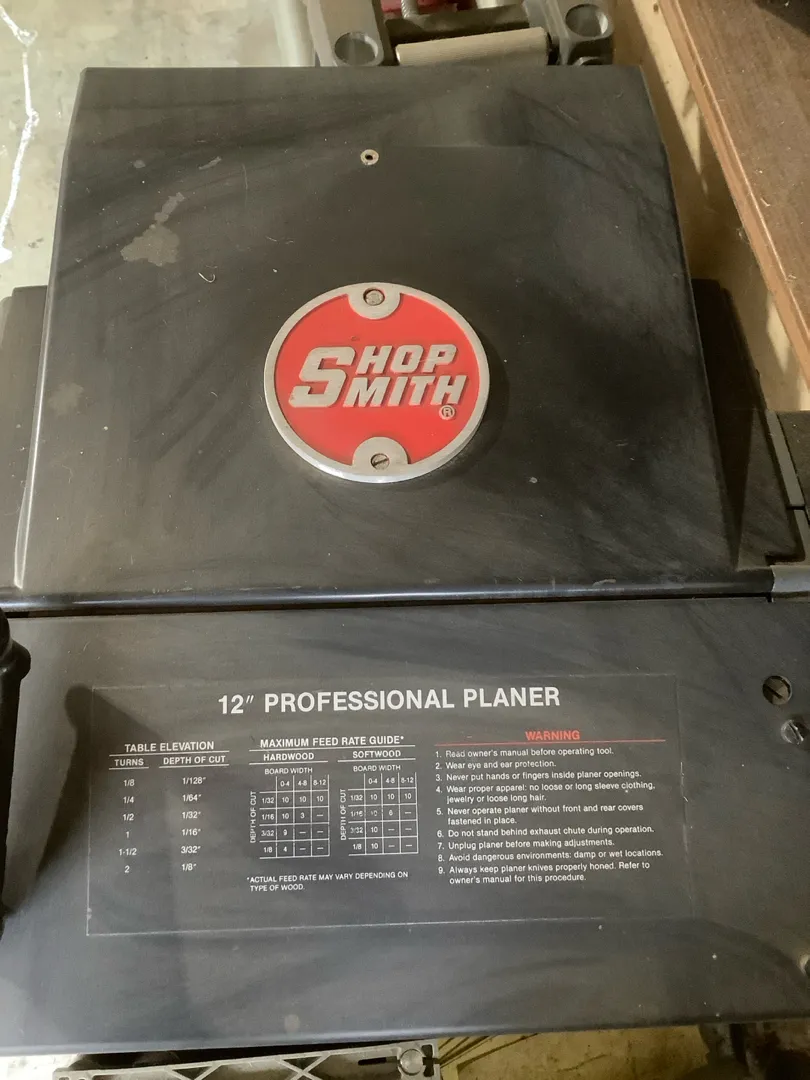 SHOP
SMITH
®
12" PROFESSIONAL PLANER
TABLE ELEVATION
TURNS DEPTH OF CUT
1/8 1/128"
1/4 1/64"
1/2 1/32"
1 1/16"
1-1/2 3/32"
2 1/8"
MAXIMUM FEED RATE GUIDE*
HARDWOOD SOFTWOOD
BOARD WIDTH BOARD WIDTH
0-4 4-8 8-12 0-4 4-8 8-12
DEPTH OF CUT DEPTH OF CUT
1/32 10 10 10 1/32 10 10 10
1/16 10 3 — 1/16 10 6 —
3/32 9 — — 3/32 10 — —
1/8 4 — — 1/8 10 — —
*ACTUAL FEED RATE MAY VARY DEPENDING ON
TYPE OF WOOD.
WARNING
1. Read owner's manual before operating tool.
2. Wear eye and ear protection.
3. Never put hands or fingers inside planer openings.
4. Wear proper apparel: no loose or long sleeve clothing,
jewelry or loose long hair.
5. Never operate planer without front and rear covers
fastened in place.
6. Do not stand behind exhaust chute during operation.
7. Unplug planer before making adjustments.
8. Avoid dangerous environments: damp or wet locations.
9. Always keep planer knives properly honed. Refer to
owner's manual for this procedure.